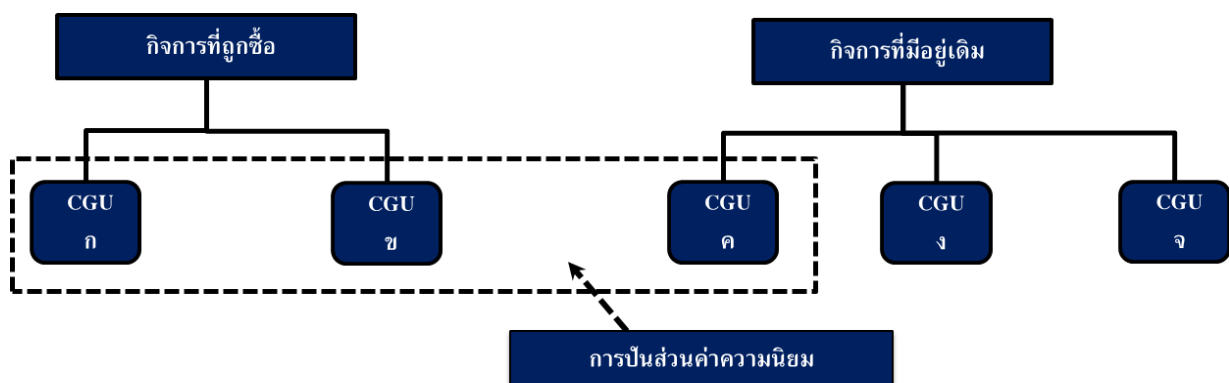 กิจการที่ถูกซื้อ
กิจการที่มีอยู่เดิม
CGU
ก
CGU
ข
CGU
ค
CGU
ง
CGU
จ
การปันส่วนค่าความนิยม